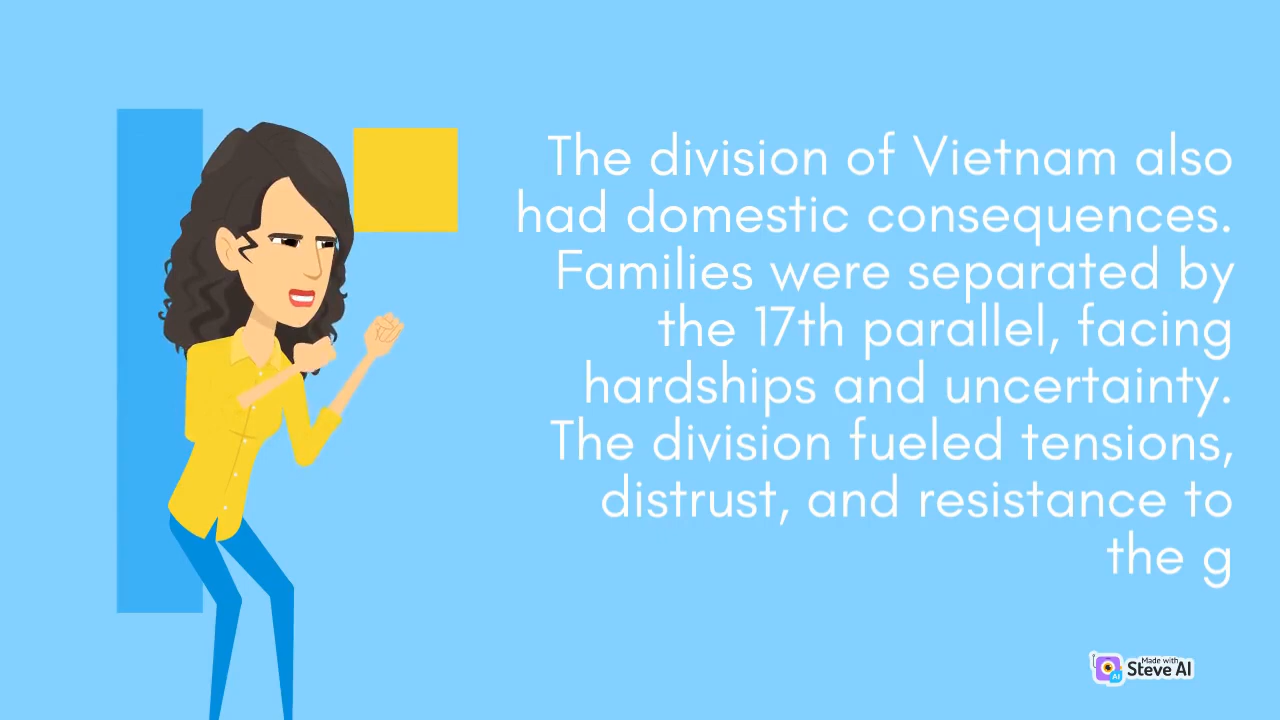 The division of Vietnam also
had domestic consequences.
Families were separated by
the 17th parallel, facing
hardships and uncertainty.
The division fueled tensions,
distrust, and resistance to
the g
Made with
Steve AI
AI